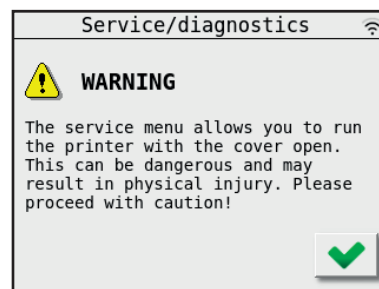 Service/diagnostics
WARNING
The service menu allows you to run
the printer with the cover open.
This can be dangerous and may
result in physical injury. Please
proceed with caution!